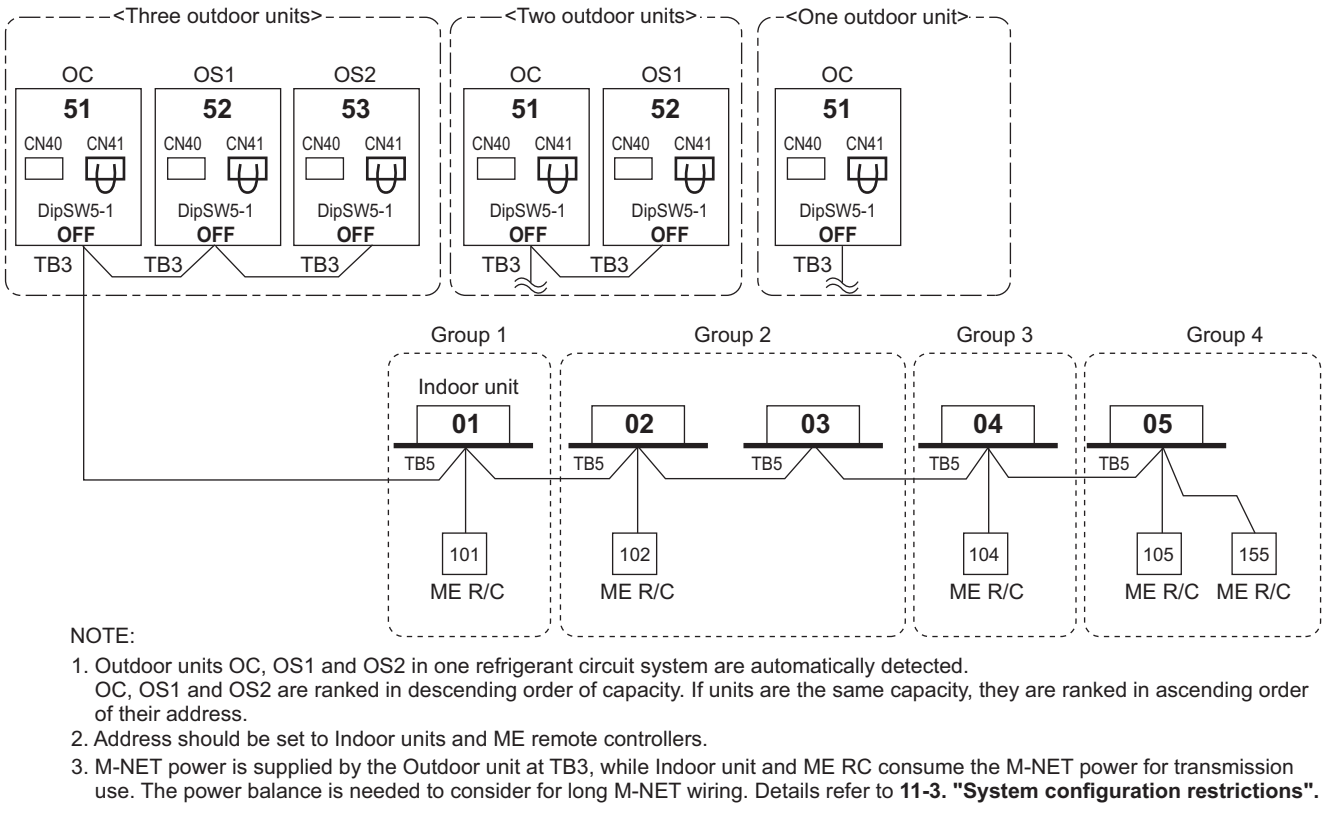 <Three outdoor units> <Two outdoor units> <One outdoor unit>
OC OS1 OS2 OC OS1 OC
51 52 53 51 52 51
CN40 CN41 CN40 CN41 CN40 CN41 CN40 CN41 CN40 CN41 CN40 CN41
DipSW5-1 DipSW5-1 DipSW5-1 DipSW5-1 DipSW5-1 DipSW5-1
OFF OFF OFF OFF OFF OFF
TB3 TB3 TB3 TB3 TB3 TB3
Group 1 Group 2 Group 3 Group 4
Indoor unit
01 02 03 04 05
TB5 TB5 TB5 TB5 TB5
101 102 104 105 155
ME R/C ME R/C ME R/C ME R/C ME R/C
NOTE:
1. Outdoor units OC, OS1 and OS2 in one refrigerant circuit system are automatically detected.
OC, OS1 and OS2 are ranked in descending order of capacity. If units are the same capacity, they are ranked in ascending order
of their address.
2. Address should be set to Indoor units and ME remote controllers.
3. M-NET power is supplied by the Outdoor unit at TB3, while Indoor unit and ME RC consume the M-NET power for transmission
use. The power balance is needed to consider for long M-NET wiring. Details refer to 11-3. "System configuration restrictions".